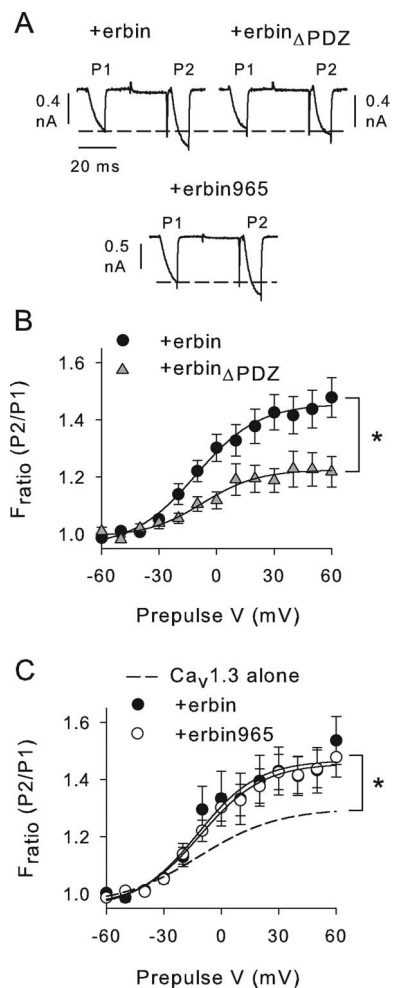 A
+erbin +erbinΔPDZ
P1 P2 P1 P2
0.4 nA 0.4 nA
20 ms
+erbin965
P1 P2
0.5 nA
B
+erbin
+erbinΔPDZ
1.6
1.4
1.2
1.0
Fratio (P2/P1)
*
-60 -30 0 30 60
Prepulse V (mV)
C
Cav1.3 alone
+erbin
+erbin965
1.6
1.4
1.2
1.0
Fratio (P2/P1)
*
-60 -30 0 30 60
Prepulse V (mV)